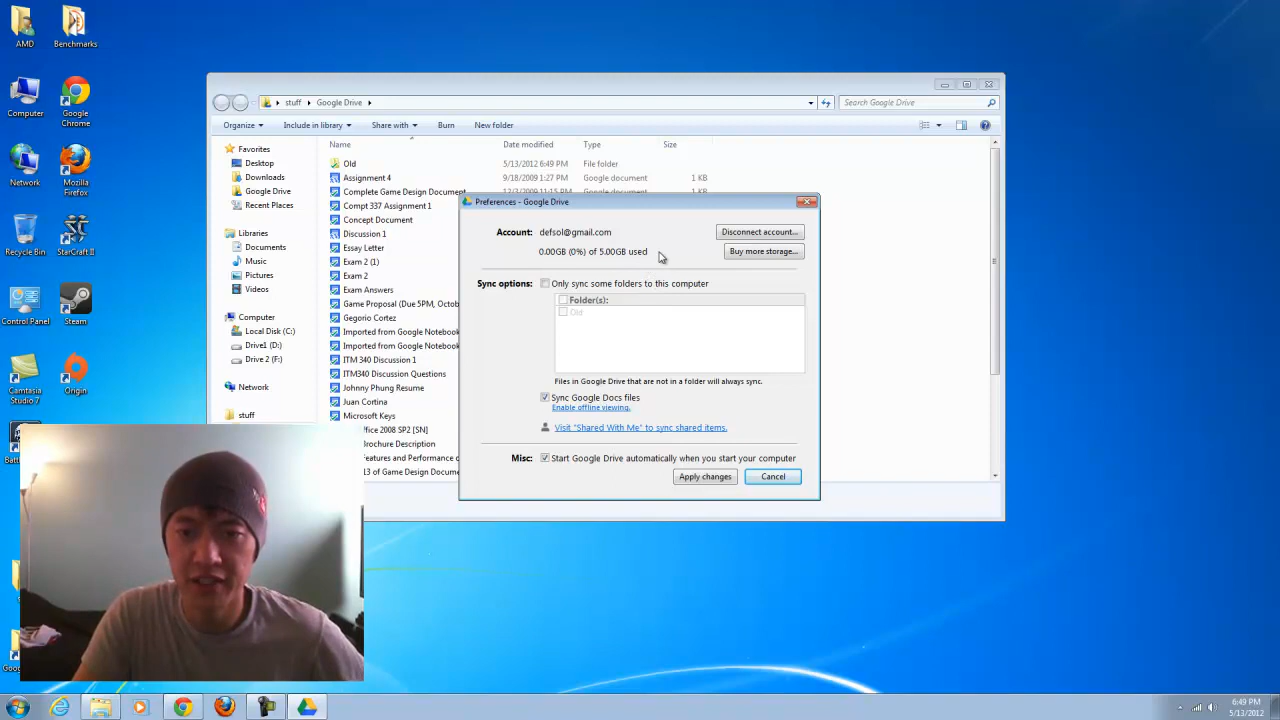 AMD
Benchmarks
Computer
Google Chrome
Network
Mozilla Firefox
Recycle Bin
StarCraft II
Control Panel
Steam
Camtasia Studio 7
Origin
stuff
Google Drive
Search Google Drive
Organize
Include in library
Share with
Burn
New folder
Name
Date modified
Type
Size
Favorites
Desktop
Downloads
Google Drive
Recent Places
Libraries
Documents
Music
Pictures
Videos
Computer
Local Disk (C:)
Drive1 (D:)
Drive 2 (F:)
Network
stuff
Old 5/13/2012 6:49 PM File folder
Assignment 4 9/18/2009 1:27 PM Google document 1 KB
Complete Game Design Document 12/3/2009 11:15 PM Google document 1 KB
Compt 337 Assignment 1
Concept Document
Discussion 1
Essay Letter
Exam 2 (1)
Exam 2
Exam Answers
Game Proposal (Due 5PM, Octob
Gegorio Cortez
Imported from Google Notebook
Imported from Google Notebook
ITM 340 Discussion 1
ITM340 Discussion Questions
Johnny Phung Resume
Juan Cortina
Microsoft Keys
Office 2008 SP2 [SN]
Brochure Description
Features and Performance o
13 of Game Design Document
Preferences - Google Drive
Account: defsol@gmail.com
Disconnect account...
0.00GB (0%) of 5.00GB used
Buy more storage...
Sync options: Only sync some folders to this computer
Folder(s):
Old
Files in Google Drive that are not in a folder will always sync.
Sync Google Docs files
Enable offline viewing.
Visit "Shared With Me" to sync shared items.
Misc: Start Google Drive automatically when you start your computer
Apply changes
Cancel
6:49 PM
5/13/2012